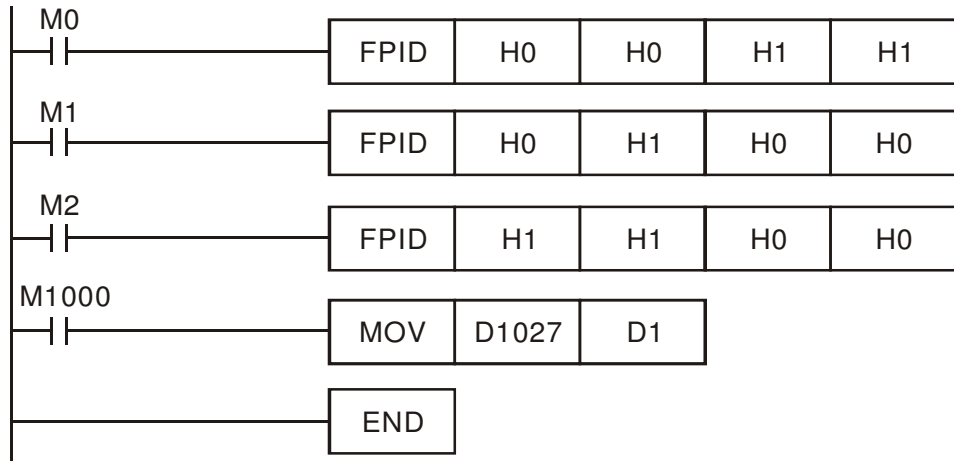 M0
FPID H0 H0 H1 H1
M1
FPID H0 H1 H0 H0
M2
FPID H1 H1 H0 H0
M1000
MOV D1027 D1
END